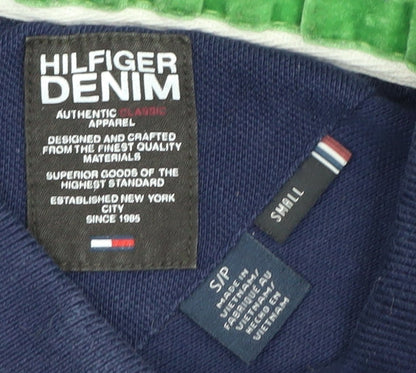 HILFIGER
DENIM
AUTHENTIC CLASSIC
APPAREL
DESIGNED AND CRAFTED
FROM THE FINEST QUALITY
MATERIALS
SUPERIOR GOODS OF THE
HIGHEST STANDARD
ESTABLISHED NEW YORK
CITY
SINCE 1985
SMALL
S/P
MADE IN
VIETNAM/
FABRIQUÉ AU
VIETNAM/
HECHO EN
VIETNAM